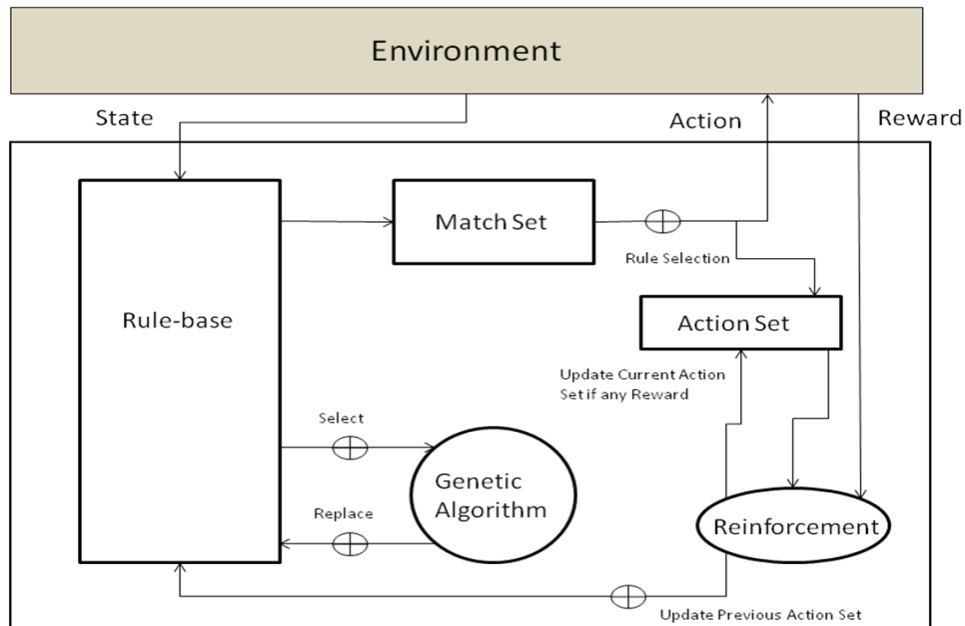 Environment
State
Action
Reward
Match Set
Rule Selection
Rule-base
Action Set
Update Current Action
Set if any Reward
Select
Genetic
Algorithm
Replace
Reinforcement
Update Previous Action Set